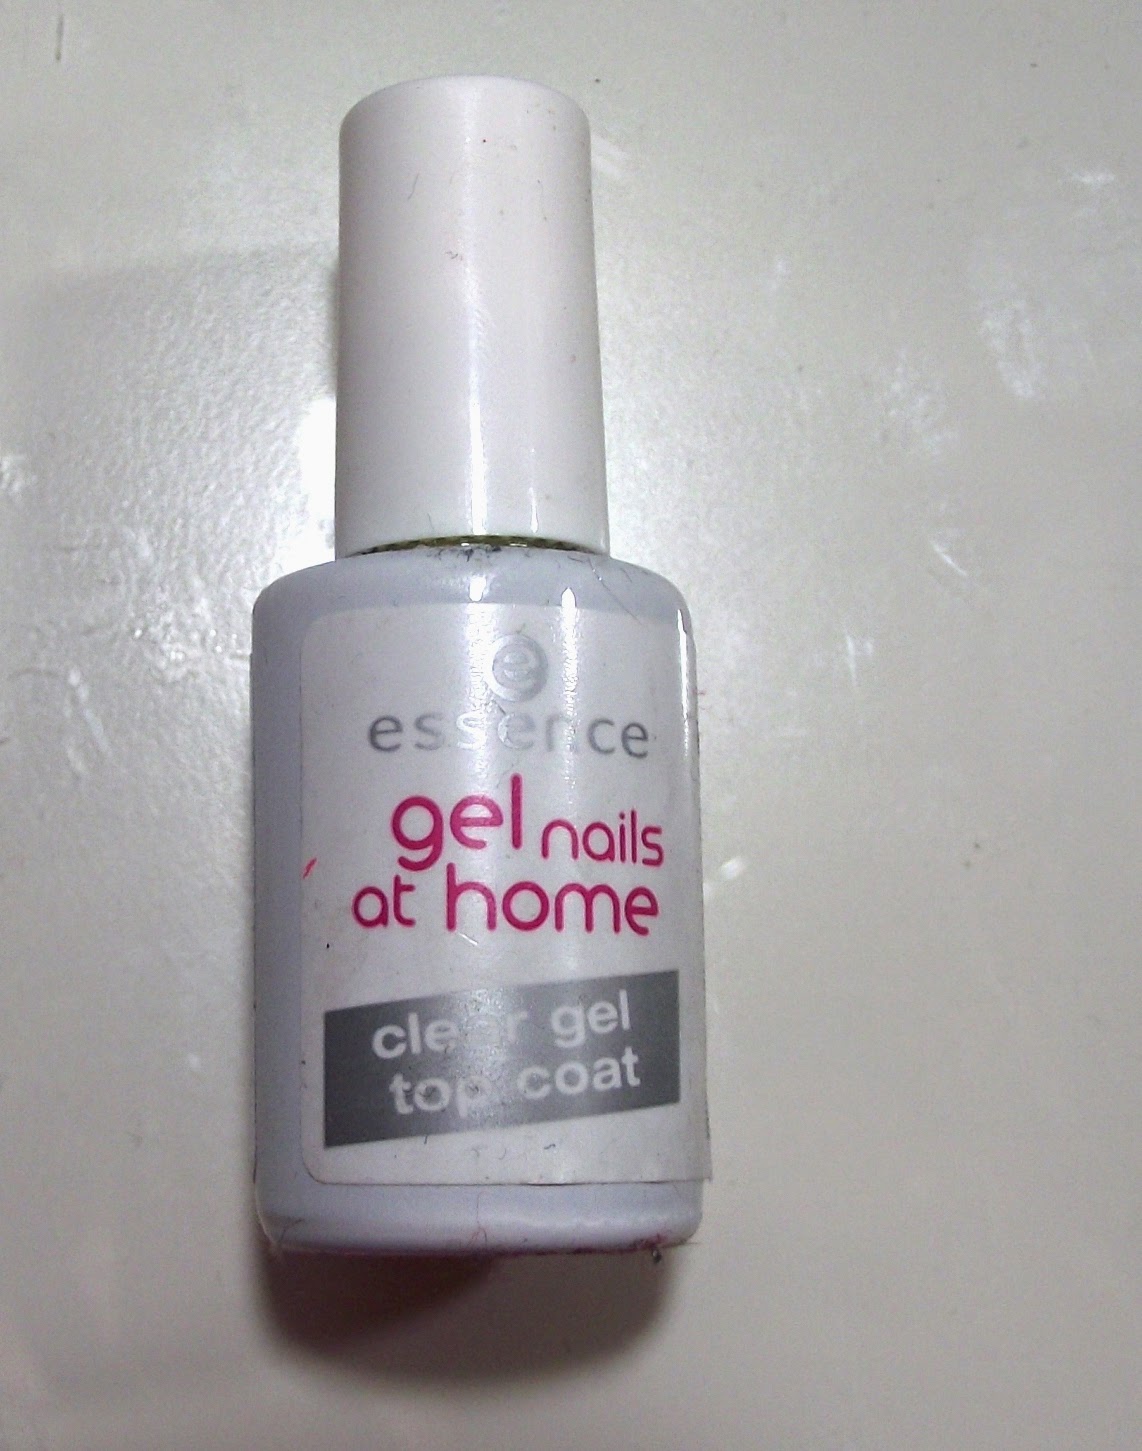 e
essence
gel nails
at home
clear gel
top coat